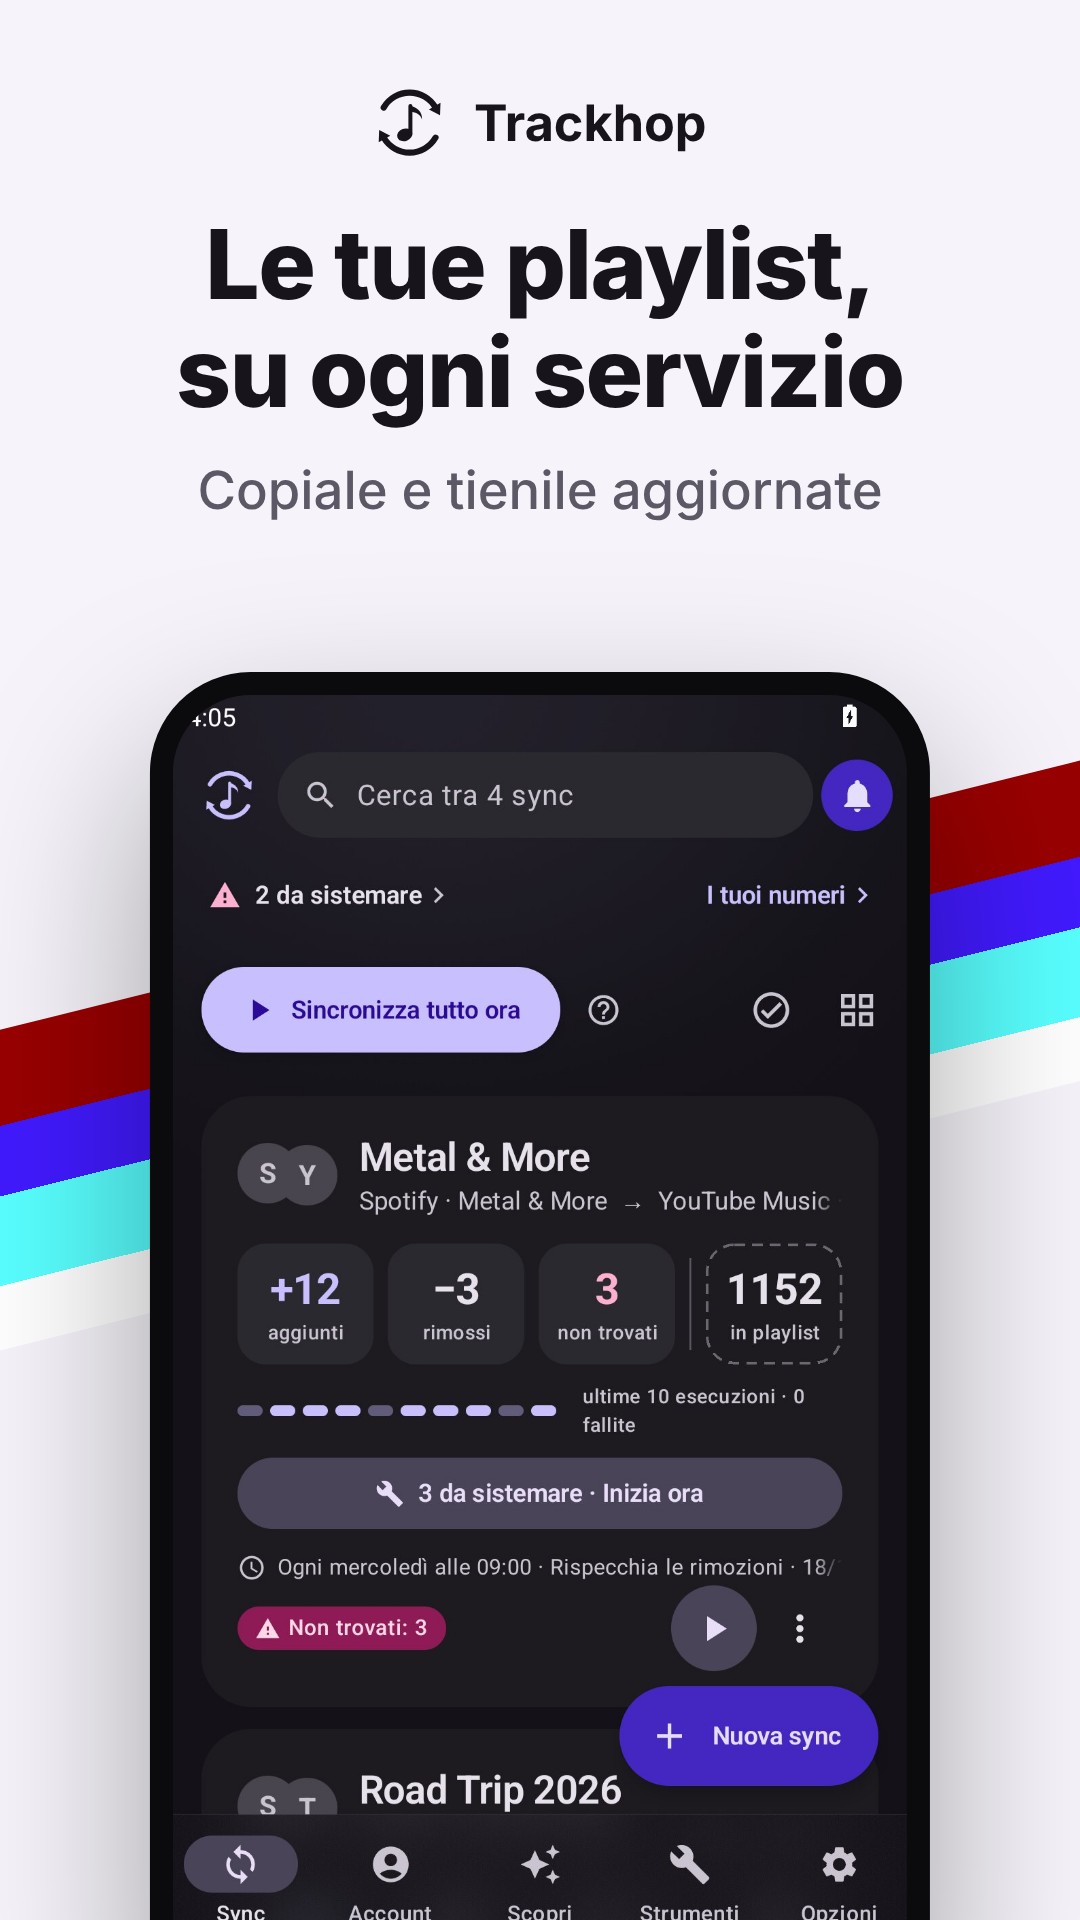 Trackhop
Le tue playlist,
su ogni servizio
Copiale e tienile aggiornate
:05
Cerca tra 4 sync
2 da sistemare
I tuoi numeri
Sincronizza tutto ora
S Y
Metal & More
Spotify · Metal & More → YouTube Music
+12
aggiunti
−3
rimossi
3
non trovati
1152
in playlist
ultime 10 esecuzioni · 0
fallite
3 da sistemare · Inizia ora
Ogni mercoledì alle 09:00 · Rispecchia le rimozioni · 18/
Non trovati: 3
Nuova sync
S T
Road Trip 2026
Sync
Account
Scopri
Strumenti
Opzioni